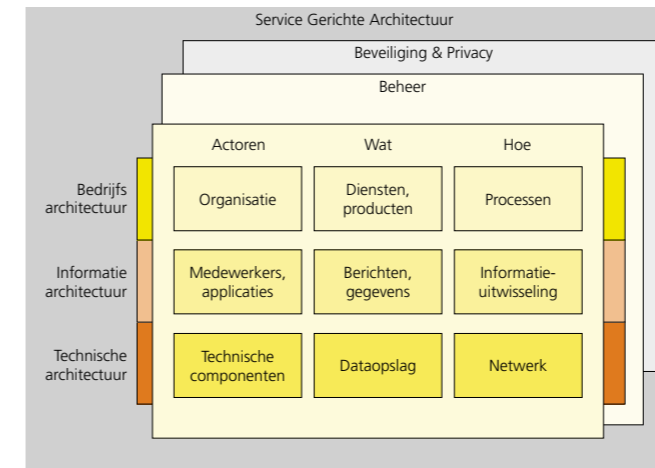 Service Gerichte Architectuur
Beveiliging & Privacy
Beheer
Actoren Wat Hoe
Bedrijfs
architectuur
Organisatie
Diensten,
producten
Processen
Informatie
architectuur
Medewerkers,
applicaties
Berichten,
gegevens
Informatie-
uitwisseling
Technische
architectuur
Technische
componenten
Dataopslag
Netwerk